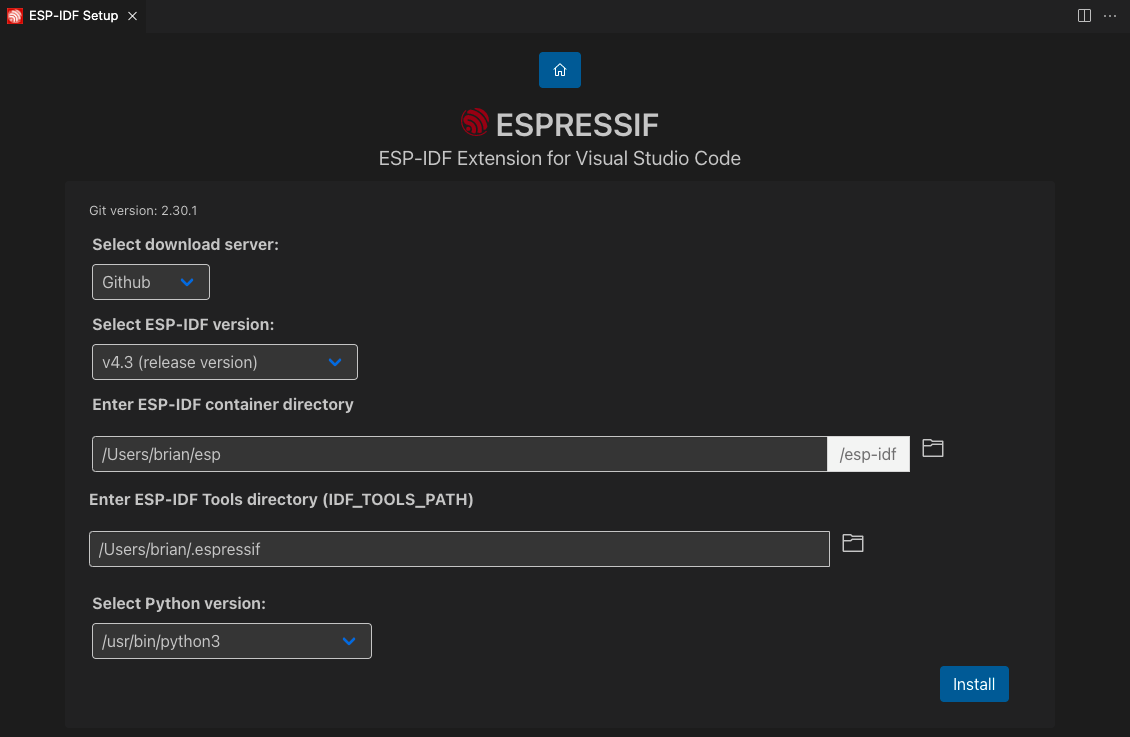 ESP-IDF Setup
ESPRESSIF
ESP-IDF Extension for Visual Studio Code
Git version: 2.30.1
Select download server:
Github
Select ESP-IDF version:
v4.3 (release version)
Enter ESP-IDF container directory
/Users/brian/esp /esp-idf
Enter ESP-IDF Tools directory (IDF_TOOLS_PATH)
/Users/brian/.espressif
Select Python version:
/usr/bin/python3
Install